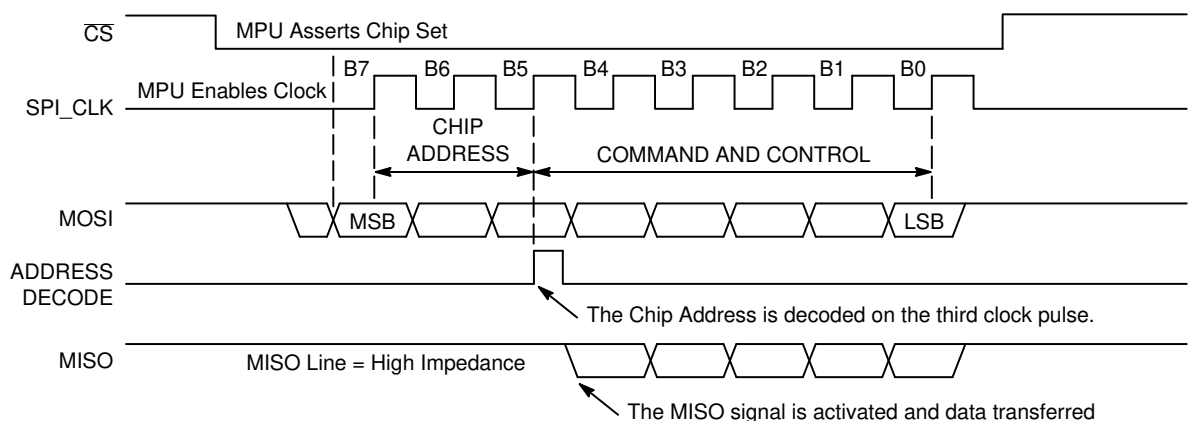 CS
MPU Asserts Chip Set
B7 B6 B5 B4 B3 B2 B1 B0
MPU Enables Clock
SPI_CLK
CHIP
ADDRESS
COMMAND AND CONTROL
MOSI
MSB
LSB
ADDRESS
DECODE
The Chip Address is decoded on the third clock pulse.
MISO
MISO Line = High Impedance
The MISO signal is activated and data transferred